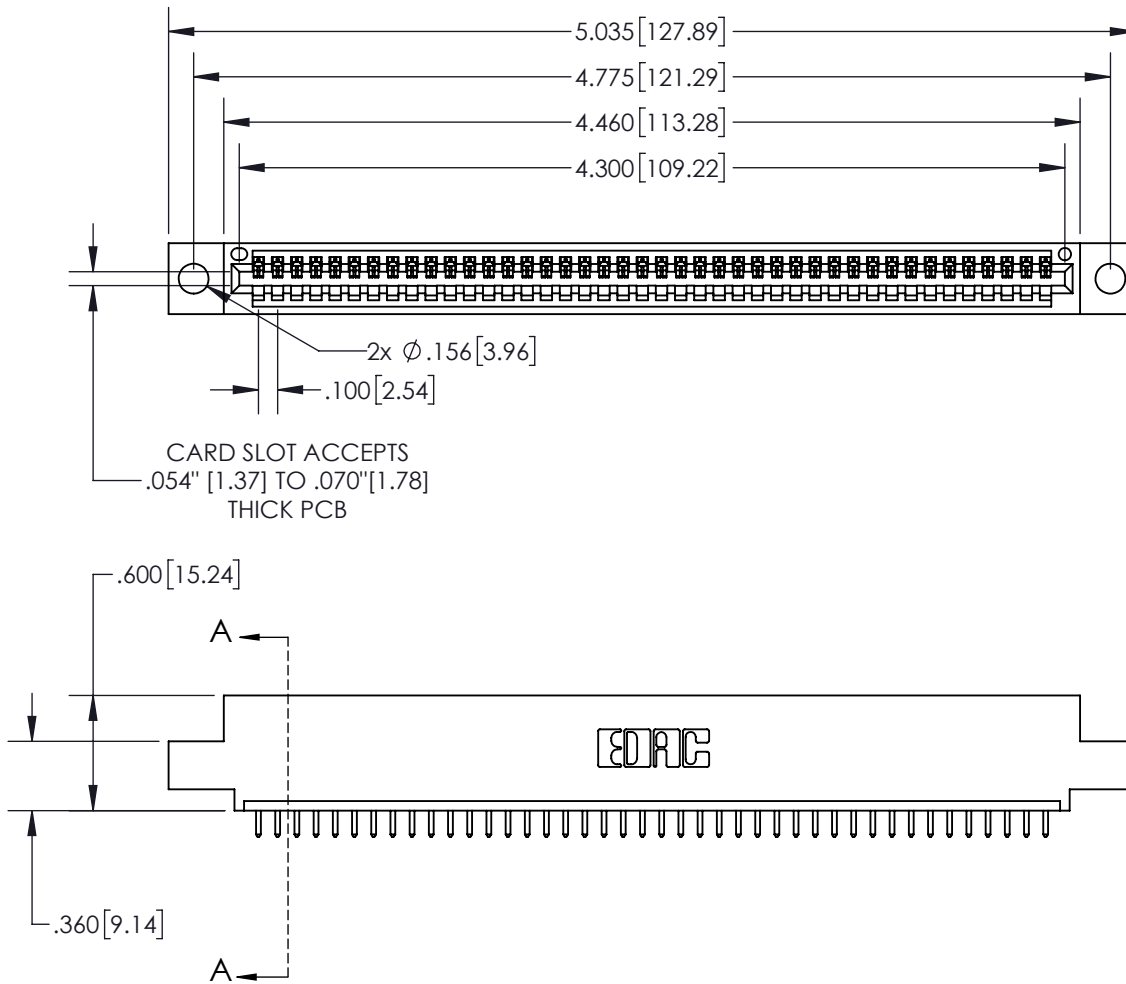 5.035[127.89]
4.775[121.29]
4.460[113.28]
4.300[109.22]
2x Ø.156[3.96]
.100[2.54]
CARD SLOT ACCEPTS
.054" [1.37] TO .070"[1.78]
THICK PCB
.600[15.24]
A
EDAC
.360[9.14]
A